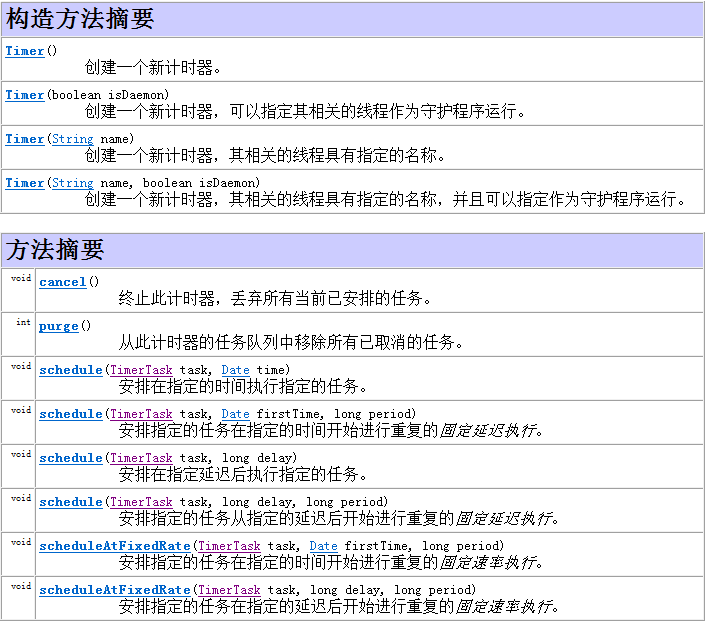 构造方法摘要
Timer()
创建一个新计时器。
Timer(boolean isDaemon)
创建一个新计时器，可以指定其相关的线程作为守护程序运行。
Timer(String name)
创建一个新计时器，其相关的线程具有指定的名称。
Timer(String name, boolean isDaemon)
创建一个新计时器，其相关的线程具有指定的名称，并且可以指定作为守护程序运行。
方法摘要
void cancel()
终止此计时器，丢弃所有当前已安排的任务。
int purge()
从此计时器的任务队列中移除所有已取消的任务。
void schedule(TimerTask task, Date time)
安排在指定的时间执行指定的任务。
void schedule(TimerTask task, Date firstTime, long period)
安排指定的任务在指定的时间开始进行重复的固定延迟执行。
void schedule(TimerTask task, long delay)
安排在指定延迟后执行指定的任务。
void schedule(TimerTask task, long delay, long period)
安排指定的任务从指定的延迟后开始进行重复的固定延迟执行。
void scheduleAtFixedRate(TimerTask task, Date firstTime, long period)
安排指定的任务在指定的时间开始进行重复的固定速率执行。
void scheduleAtFixedRate(TimerTask task, long delay, long period)
安排指定的任务在指定的延迟后开始进行重复的固定速率执行。